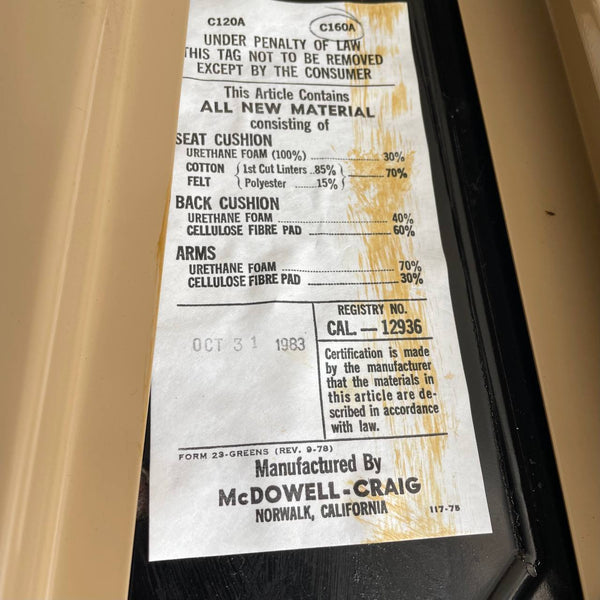 C120A C160A
UNDER PENALTY OF LAW
THIS TAG NOT TO BE REMOVED
EXCEPT BY THE CONSUMER
This Article Contains
ALL NEW MATERIAL
consisting of
SEAT CUSHION
URETHANE FOAM (100%) ........................ 30%
COTTON { 1st Cut Linters ..85% } ............ 70%
FELT { Polyester ........15% }
BACK CUSHION
URETHANE FOAM ........................ 40%
CELLULOSE FIBRE PAD ........................ 60%
ARMS
URETHANE FOAM ........................ 70%
CELLULOSE FIBRE PAD ........................ 30%
OCT 31 1983
REGISTRY NO.
CAL. — 12936
Certification is made
by the manufacturer
that the materials in
this article are de-
scribed in accordance
with law.
FORM 23-GREENS (REV. 9-78)
Manufactured By
McDOWELL-CRAIG
NORWALK, CALIFORNIA 117-75